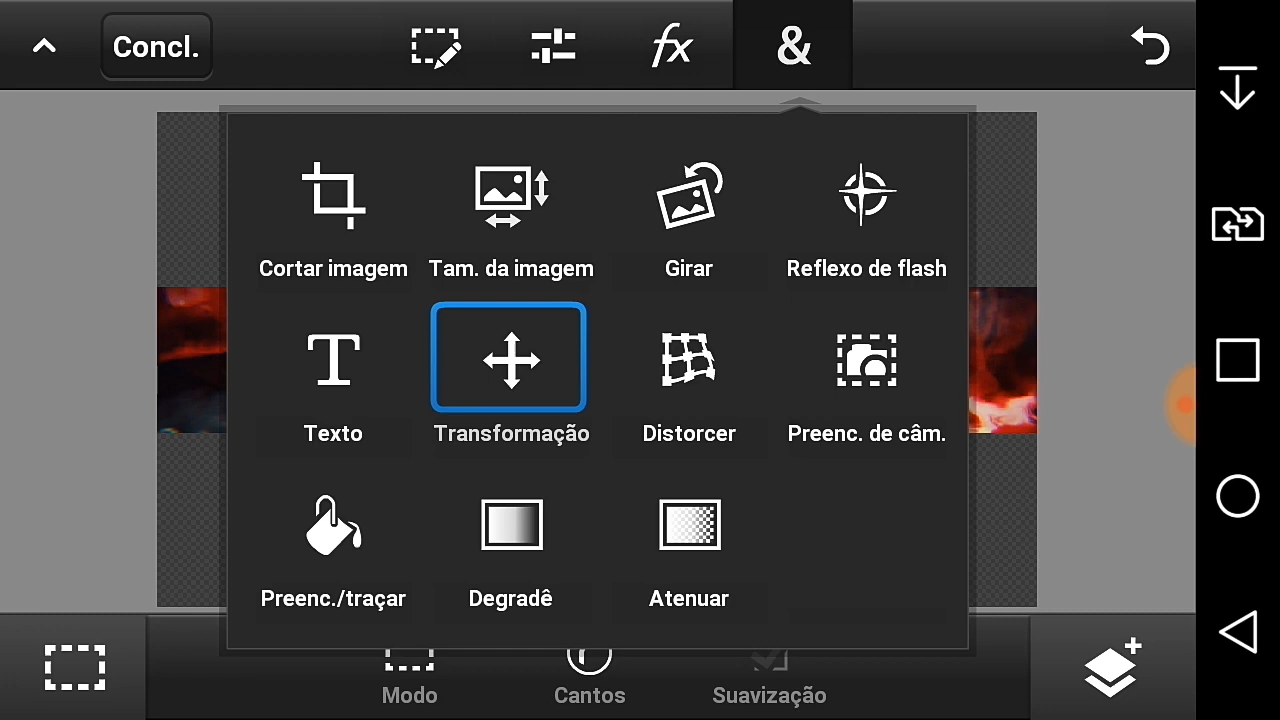 Concl.
fx
&
Cortar imagem
Tam. da imagem
Girar
Reflexo de flash
T
Texto
Transformação
Distorcer
Preenc. de câm.
Preenc./traçar
Degradê
Atenuar
Modo
Cantos
Suavização